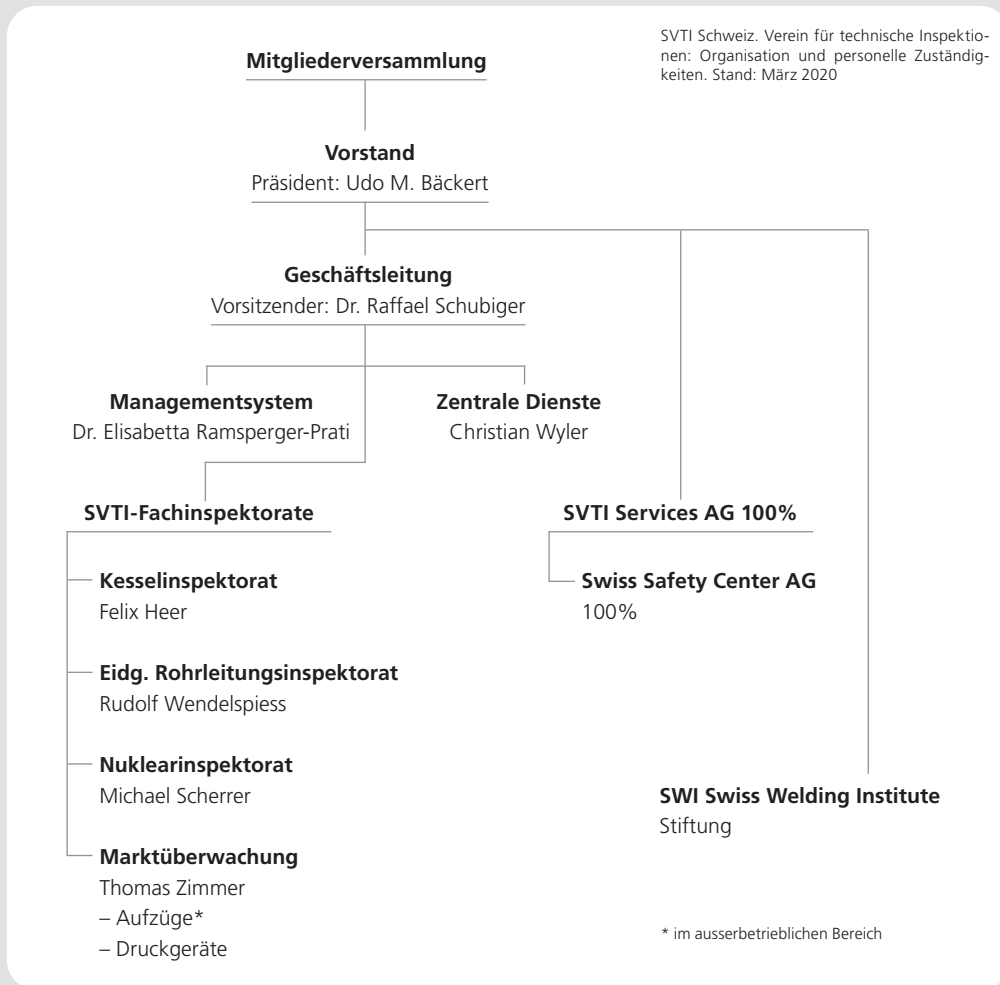 SVTI Schweiz. Verein für technische Inspektio-
nen: Organisation und personelle Zuständig-
keiten. Stand: März 2020
Mitgliederversammlung
Vorstand
Präsident: Udo M. Bäckert
Geschäftsleitung
Vorsitzender: Dr. Raffael Schubiger
Managementsystem
Dr. Elisabetta Ramsperger-Prati
Zentrale Dienste
Christian Wyler
SVTI-Fachinspektorate
Kesselinspektorat
Felix Heer
Eidg. Rohrleitungsinspektorat
Rudolf Wendelspiess
Nuklearinspektorat
Michael Scherrer
Marktüberwachung
Thomas Zimmer
– Aufzüge*
– Druckgeräte
SVTI Services AG 100%
Swiss Safety Center AG
100%
SWI Swiss Welding Institute
Stiftung
* im ausserbetrieblichen Bereich